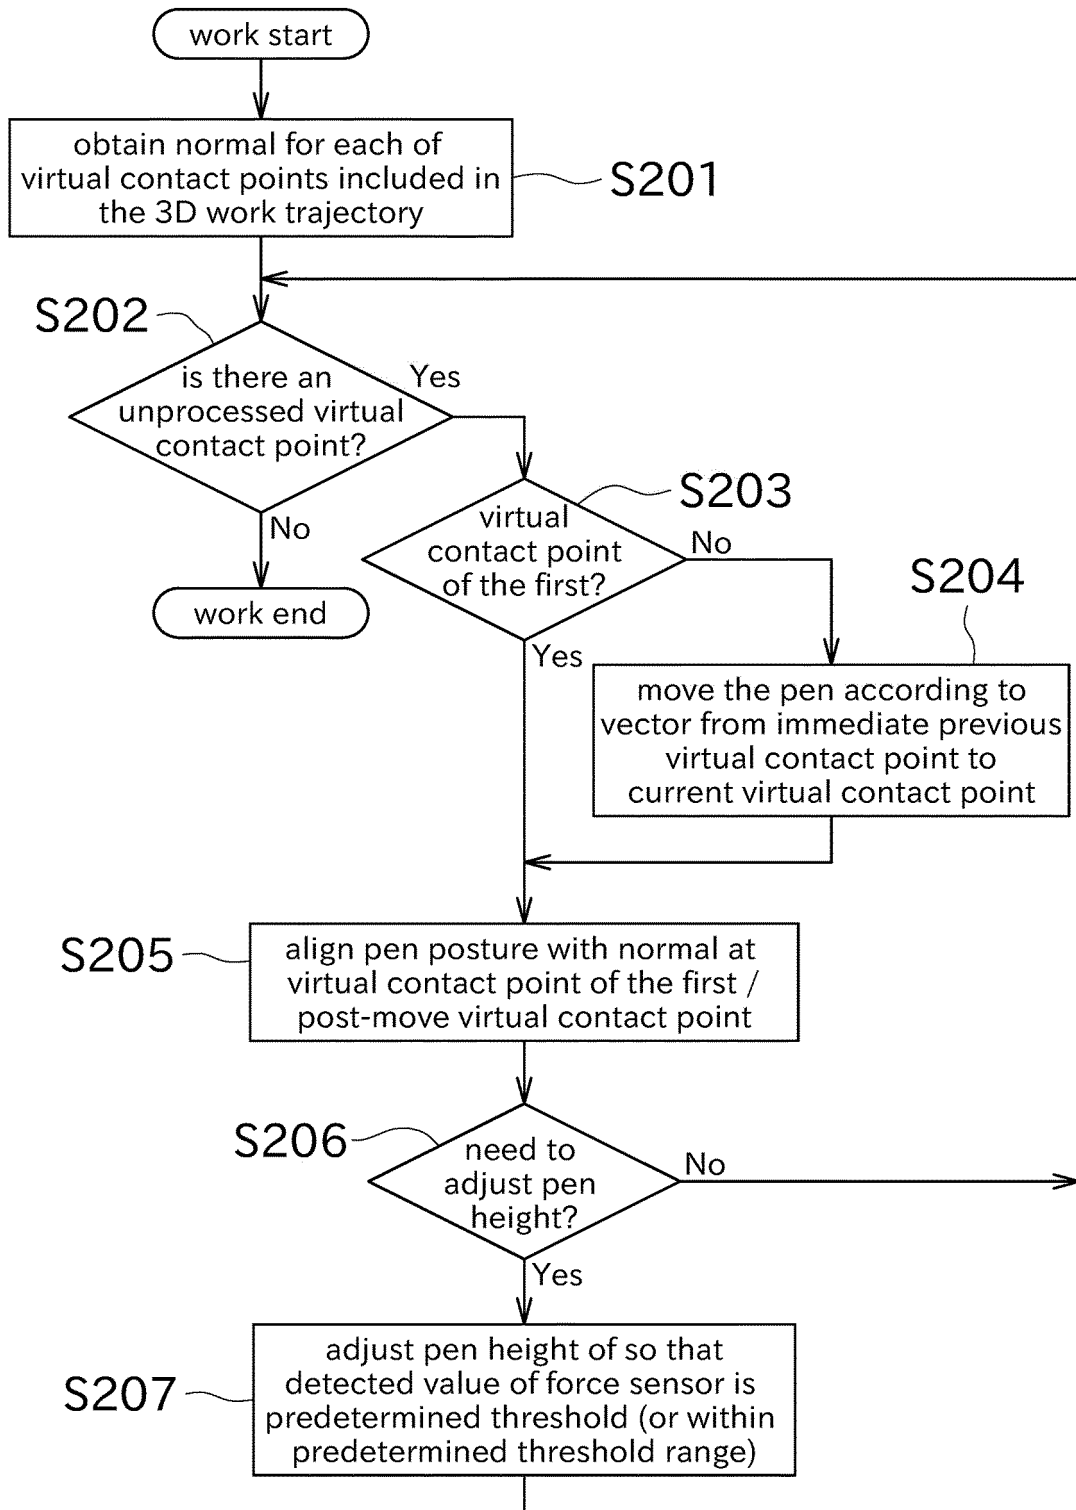 work start
obtain normal for each of
virtual contact points included in
the 3D work trajectory
S201
S202
is there an
unprocessed virtual
contact point?
Yes
No
work end
S203
virtual
contact point
of the first?
No
Yes
S204
move the pen according to
vector from immediate previous
virtual contact point to
current virtual contact point
S205
align pen posture with normal at
virtual contact point of the first /
post-move virtual contact point
S206
need to
adjust pen
height?
No
Yes
S207
adjust pen height of so that
detected value of force sensor is
predetermined threshold (or within
predetermined threshold range)